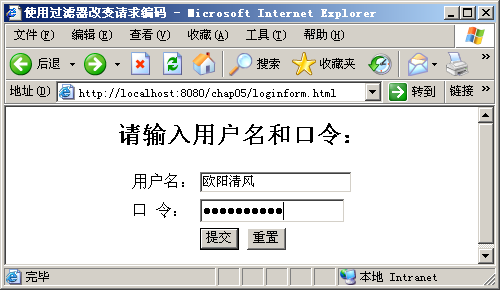 使用过滤器改变请求编码 - Microsoft Internet Explorer
文件(F) 编辑(E) 查看(V) 收藏(A) 工具(T) 帮助(H)
后退 搜索 收藏夹
地址(D) http://localhost:8080/chap05/loginform.html 转到 链接 »
请输入用户名和口令：
用户名： 欧阳清风
口 令： ●●●●●●●●●●
提交 重置
完毕 本地 Intranet